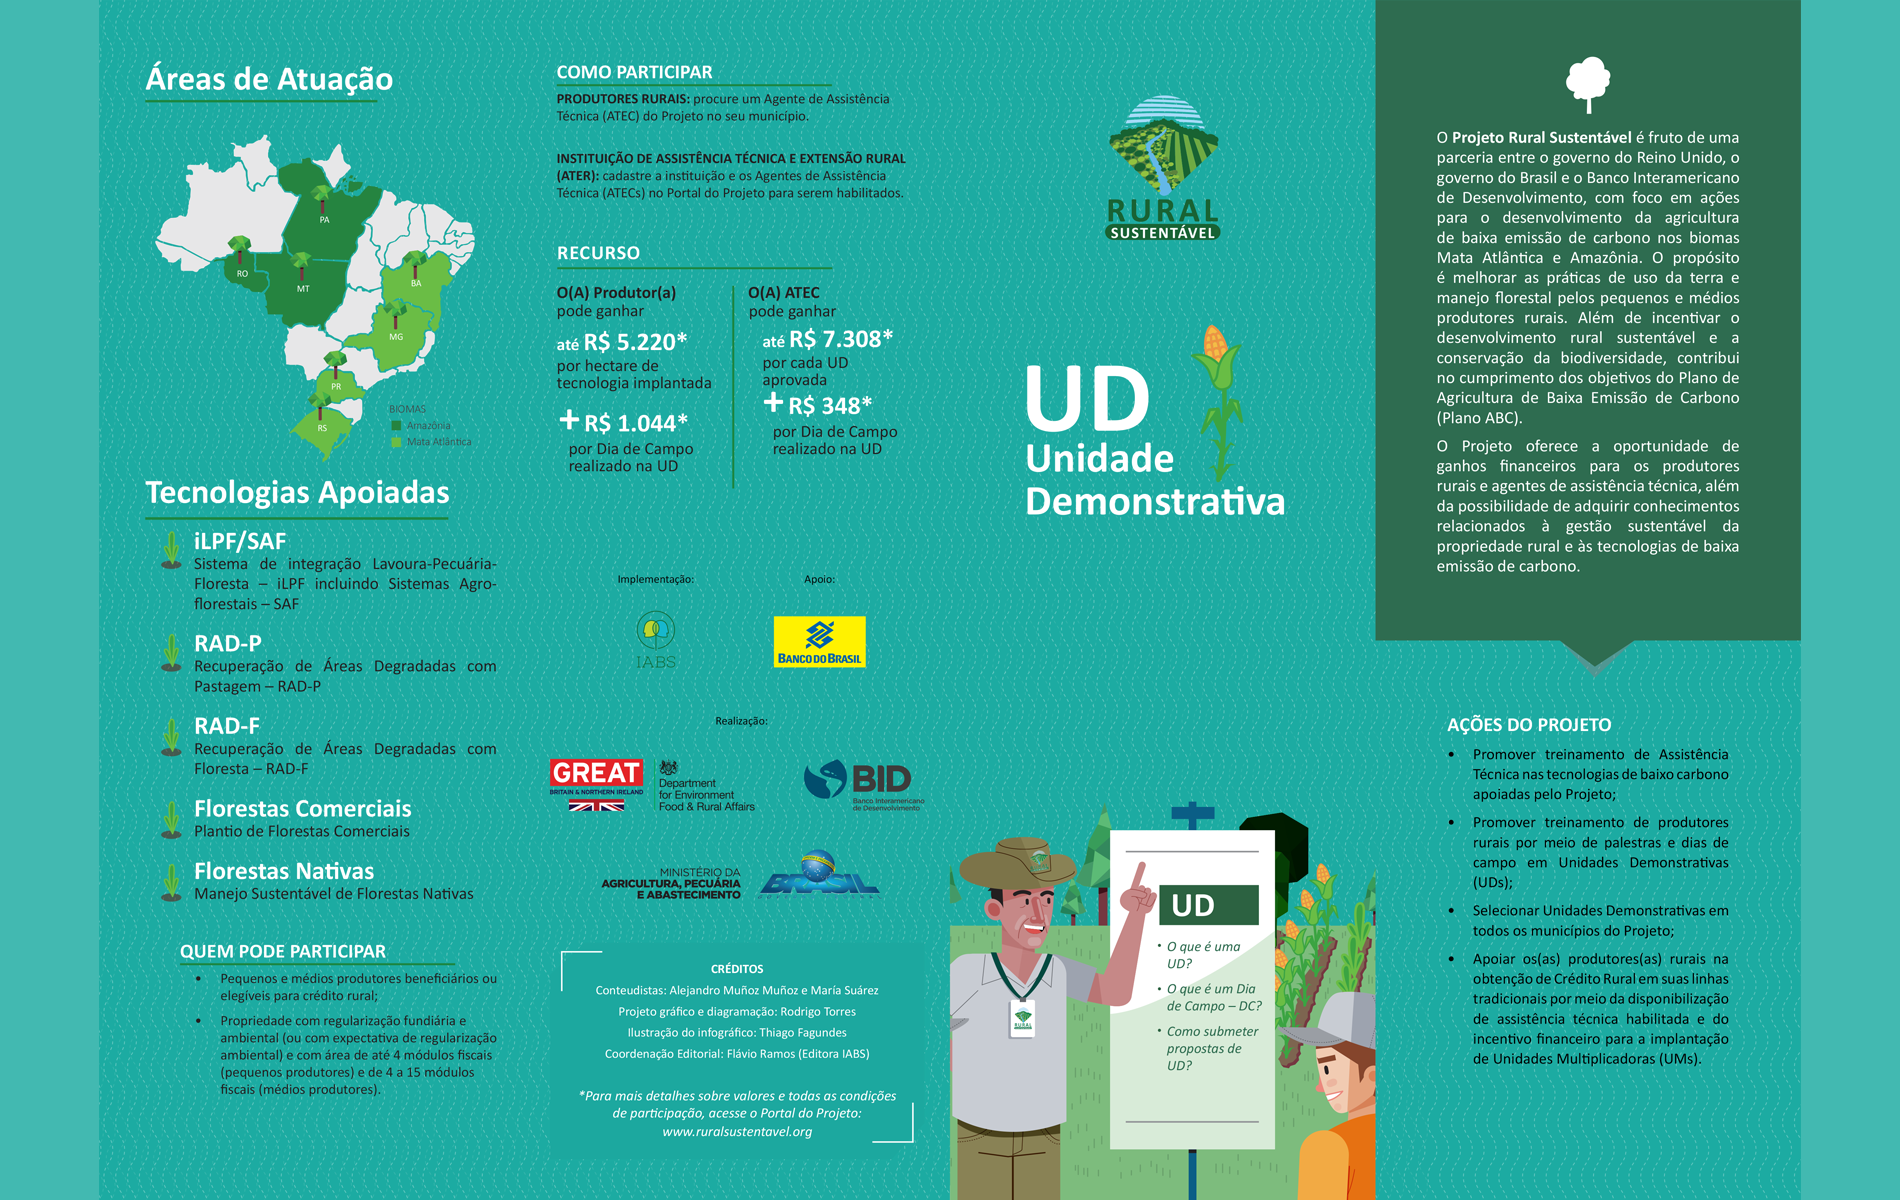 Áreas de Atuação
PA
RO
MT
BA
MG
PR
RS
BIOMAS
Amazônia
Mata Atlântica
Tecnologias Apoiadas
iLPF/SAF
Sistema de integração Lavoura-Pecuária-
Floresta – iLPF incluindo Sistemas Agro-
florestais – SAF
RAD-P
Recuperação de Áreas Degradadas com
Pastagem – RAD-P
RAD-F
Recuperação de Áreas Degradadas com
Floresta – RAD-F
Florestas Comerciais
Plantio de Florestas Comerciais
Florestas Nativas
Manejo Sustentável de Florestas Nativas
QUEM PODE PARTICIPAR
• Pequenos e médios produtores beneficiários ou
elegíveis para crédito rural;
• Propriedade com regularização fundiária e
ambiental (ou com expectativa de regularização
ambiental) e com área de até 4 módulos fiscais
(pequenos produtores) e de 4 a 15 módulos
fiscais (médios produtores).
COMO PARTICIPAR
PRODUTORES RURAIS: procure um Agente de Assistência
Técnica (ATEC) do Projeto no seu município.
INSTITUIÇÃO DE ASSISTÊNCIA TÉCNICA E EXTENSÃO RURAL
(ATER): cadastre a instituição e os Agentes de Assistência
Técnica (ATECs) no Portal do Projeto para serem habilitados.
RECURSO
O(A) Produtor(a)
pode ganhar
até R$ 5.220*
por hectare de
tecnologia implantada
+ R$ 1.044*
por Dia de Campo
realizado na UD
O(A) ATEC
pode ganhar
até R$ 7.308*
por cada UD
aprovada
+ R$ 348*
por Dia de Campo
realizado na UD
Implementação:
IABS
Apoio:
BANCO DO BRASIL
Realização:
GREAT
BRITAIN & NORTHERN IRELAND
Department
for Environment
Food & Rural Affairs
BID
Banco Interamericano
de Desenvolvimento
MINISTÉRIO DA
AGRICULTURA, PECUÁRIA
E ABASTECIMENTO
BRASIL
CRÉDITOS
Conteudistas: Alejandro Muñoz Muñoz e María Suárez
Projeto gráfico e diagramação: Rodrigo Torres
Ilustração do infográfico: Thiago Fagundes
Coordenação Editorial: Flávio Ramos (Editora IABS)
*Para mais detalhes sobre valores e todas as condições
de participação, acesse o Portal do Projeto:
www.ruralsustentavel.org
RURAL
SUSTENTÁVEL
UD
Unidade
Demonstrativa
RURAL
UD
• O que é uma
UD?
• O que é um Dia
de Campo – DC?
• Como submeter
propostas de
UD?
O Projeto Rural Sustentável é fruto de uma
parceria entre o governo do Reino Unido, o
governo do Brasil e o Banco Interamericano
de Desenvolvimento, com foco em ações
para o desenvolvimento da agricultura
de baixa emissão de carbono nos biomas
Mata Atlântica e Amazônia. O propósito
é melhorar as práticas de uso da terra e
manejo florestal pelos pequenos e médios
produtores rurais. Além de incentivar o
desenvolvimento rural sustentável e a
conservação da biodiversidade, contribui
no cumprimento dos objetivos do Plano de
Agricultura de Baixa Emissão de Carbono
(Plano ABC).
O Projeto oferece a oportunidade de
ganhos financeiros para os produtores
rurais e agentes de assistência técnica, além
da possibilidade de adquirir conhecimentos
relacionados à gestão sustentável da
propriedade rural e às tecnologias de baixa
emissão de carbono.
AÇÕES DO PROJETO
• Promover treinamento de Assistência
Técnica nas tecnologias de baixo carbono
apoiadas pelo Projeto;
• Promover treinamento de produtores
rurais por meio de palestras e dias de
campo em Unidades Demonstrativas
(UDs);
• Selecionar Unidades Demonstrativas em
todos os municípios do Projeto;
• Apoiar os(as) produtores(as) rurais na
obtenção de Crédito Rural em suas linhas
tradicionais por meio da disponibilização
de assistência técnica habilitada e do
incentivo financeiro para a implantação
de Unidades Multiplicadoras (UMs).